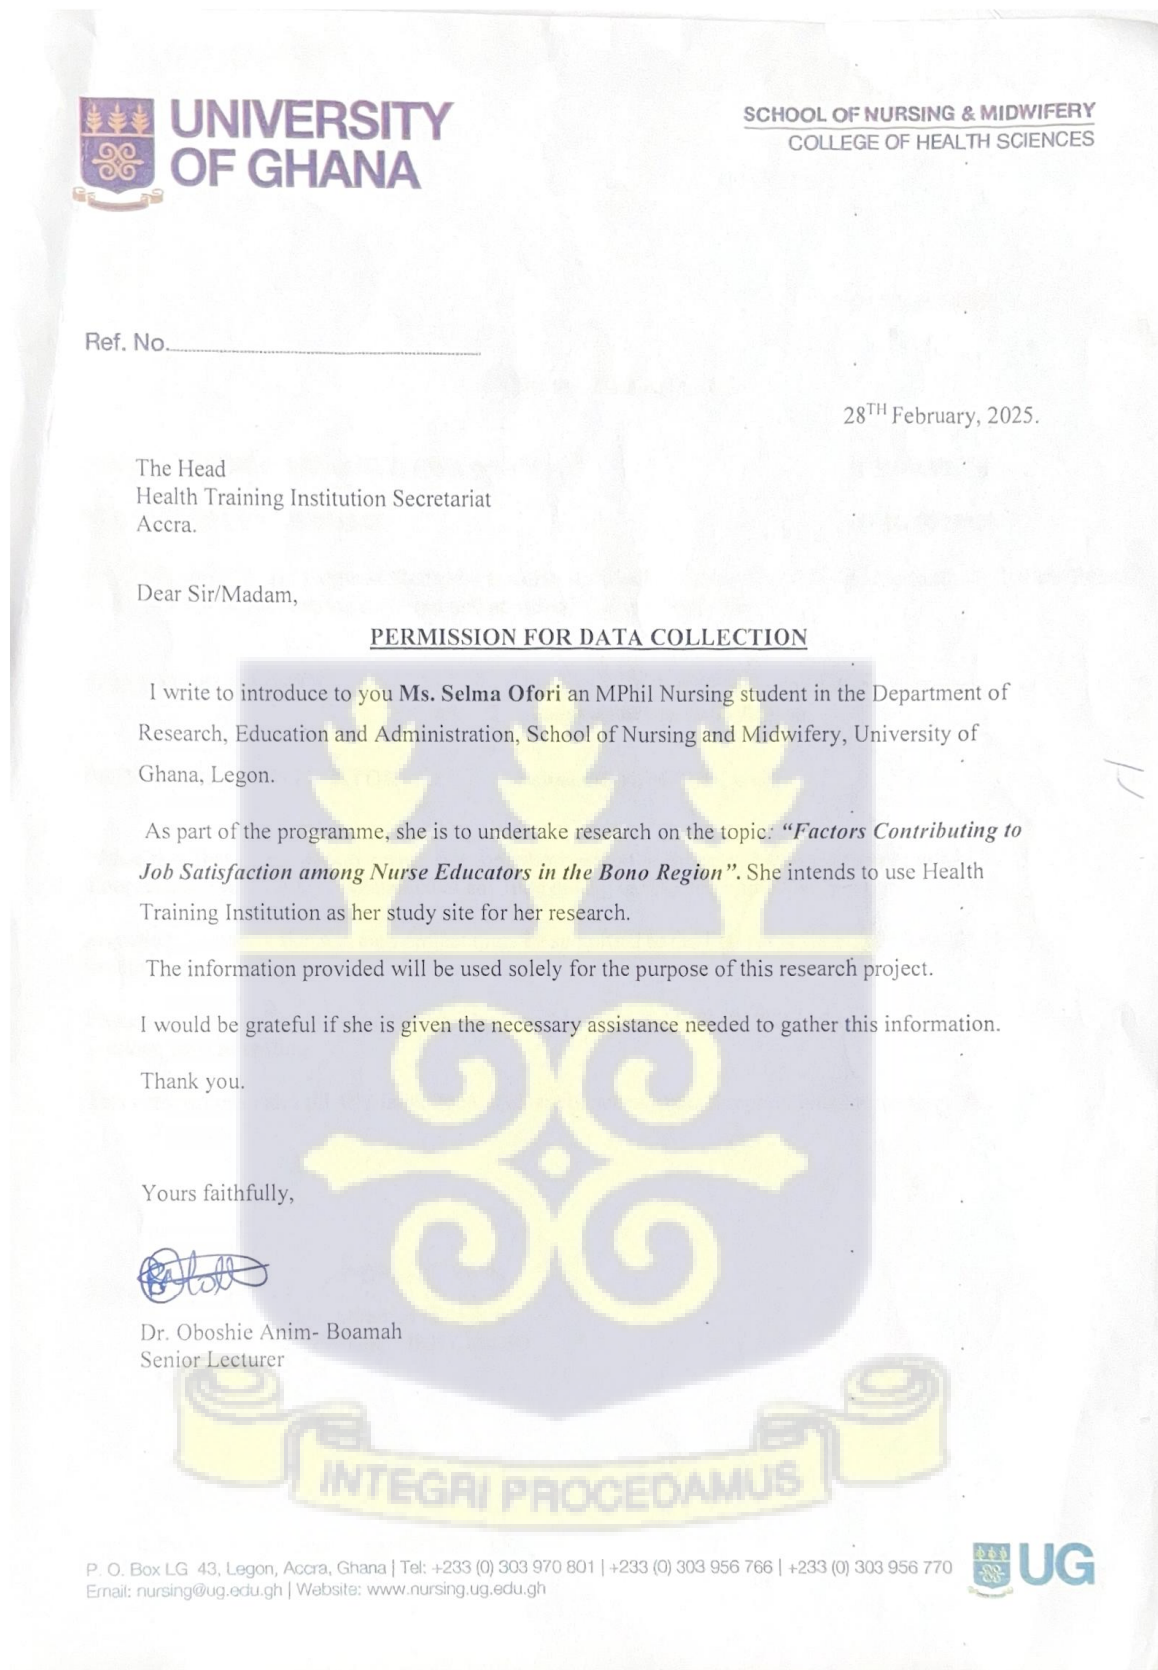 UNIVERSITY
OF GHANA
SCHOOL OF NURSING & MIDWIFERY
COLLEGE OF HEALTH SCIENCES
Ref. No.
28TH February, 2025.
The Head
Health Training Institution Secretariat
Accra.
Dear Sir/Madam,
PERMISSION FOR DATA COLLECTION
I write to introduce to you Ms. Selma Ofori an MPhil Nursing student in the Department of
Research, Education and Administration, School of Nursing and Midwifery, University of
Ghana, Legon.
As part of the programme, she is to undertake research on the topic: “Factors Contributing to
Job Satisfaction among Nurse Educators in the Bono Region”. She intends to use Health
Training Institution as her study site for her research.
The information provided will be used solely for the purpose of this research project.
I would be grateful if she is given the necessary assistance needed to gather this information.
Thank you.
Yours faithfully,
Dr. Oboshie Anim- Boamah
Senior Lecturer
INTEGRI PROCEDAMUS
P. O. Box LG 43, Legon, Accra, Ghana | Tel: +233 (0) 303 970 801 | +233 (0) 303 956 766 | +233 (0) 303 956 770
Email: nursing@ug.edu.gh | Website: www.nursing.ug.edu.gh
UG